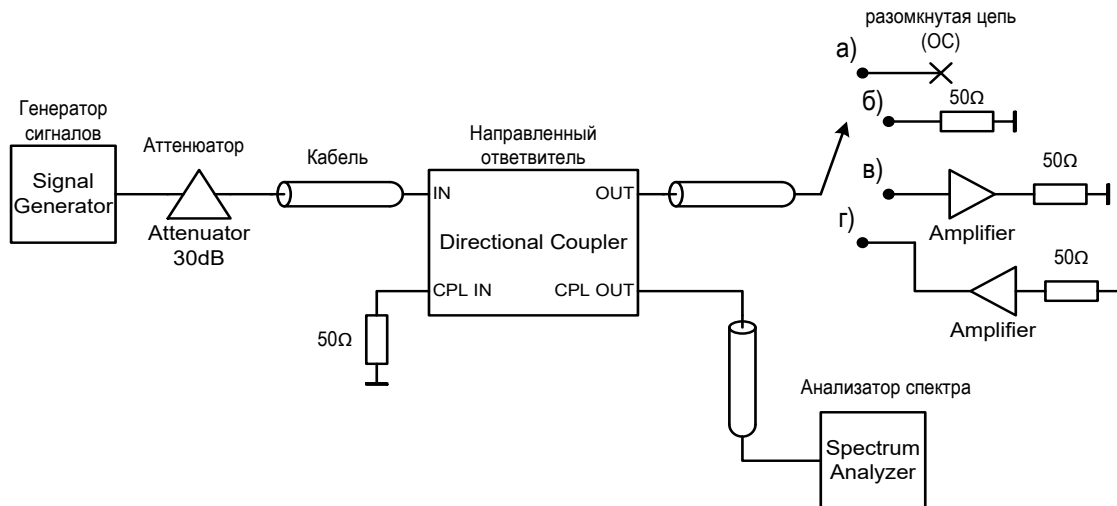 разомкнутая цепь
(ОС)
а)
б)
50Ω
Генератор
сигналов
Signal
Generator
Аттенюатор
Attenuator
30dB
Кабель
Направленный
ответвитель
IN
OUT
Directional Coupler
CPL IN
CPL OUT
50Ω
в)
50Ω
Amplifier
г)
50Ω
Amplifier
Анализатор спектра
Spectrum
Analyzer